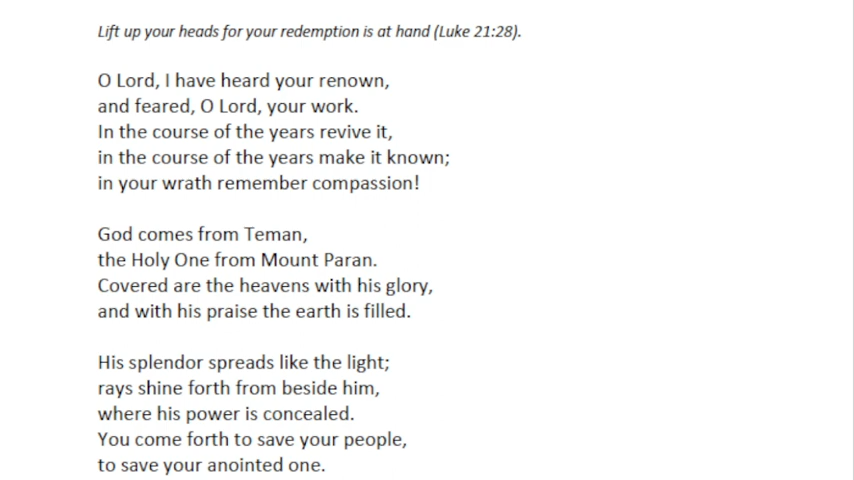 Lift up your heads for your redemption is at hand (Luke 21:28).
O Lord, I have heard your renown,
and feared, O Lord, your work.
In the course of the years revive it,
in the course of the years make it known;
in your wrath remember compassion!
God comes from Teman,
the Holy One from Mount Paran.
Covered are the heavens with his glory,
and with his praise the earth is filled.
His splendor spreads like the light;
rays shine forth from beside him,
where his power is concealed.
You come forth to save your people,
to save your anointed one.